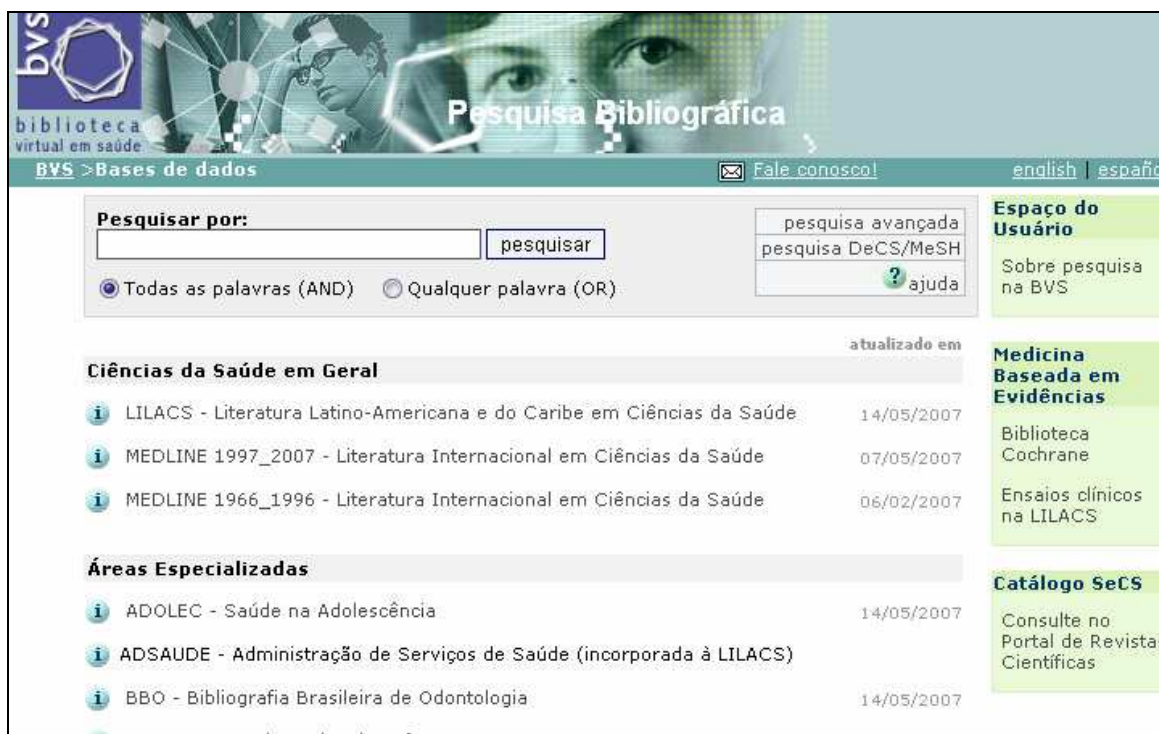 bvs
biblioteca
virtual em saúde
Pesquisa Bibliográfica
BVS >Bases de dados
Fale conosco!
english |
Pesquisar por:
pesquisar
Todas as palavras (AND)
Qualquer palavra (OR)
pesquisa avançada
pesquisa DeCS/MeSH
? ajuda
atualizado em
Ciências da Saúde em Geral
i LILACS - Literatura Latino-Americana e do Caribe em Ciências da Saúde 14/05/2007
i MEDLINE 1997_2007 - Literatura Internacional em Ciências da Saúde 07/05/2007
i MEDLINE 1966_1996 - Literatura Internacional em Ciências da Saúde 06/02/2007
Áreas Especializadas
i ADOLEC - Saúde na Adolescência 14/05/2007
i ADSAUDE - Administração de Serviços de Saúde (incorporada à LILACS)
i BBO - Bibliografia Brasileira de Odontologia 14/05/2007
Espaço do
Usuário
Sobre pesquisa
na BVS
Medicina
Baseada em
Evidências
Biblioteca
Cochrane
Ensaios clínicos
na LILACS
Catálogo SeCS
Consulte no
Portal de Revista
Científicas